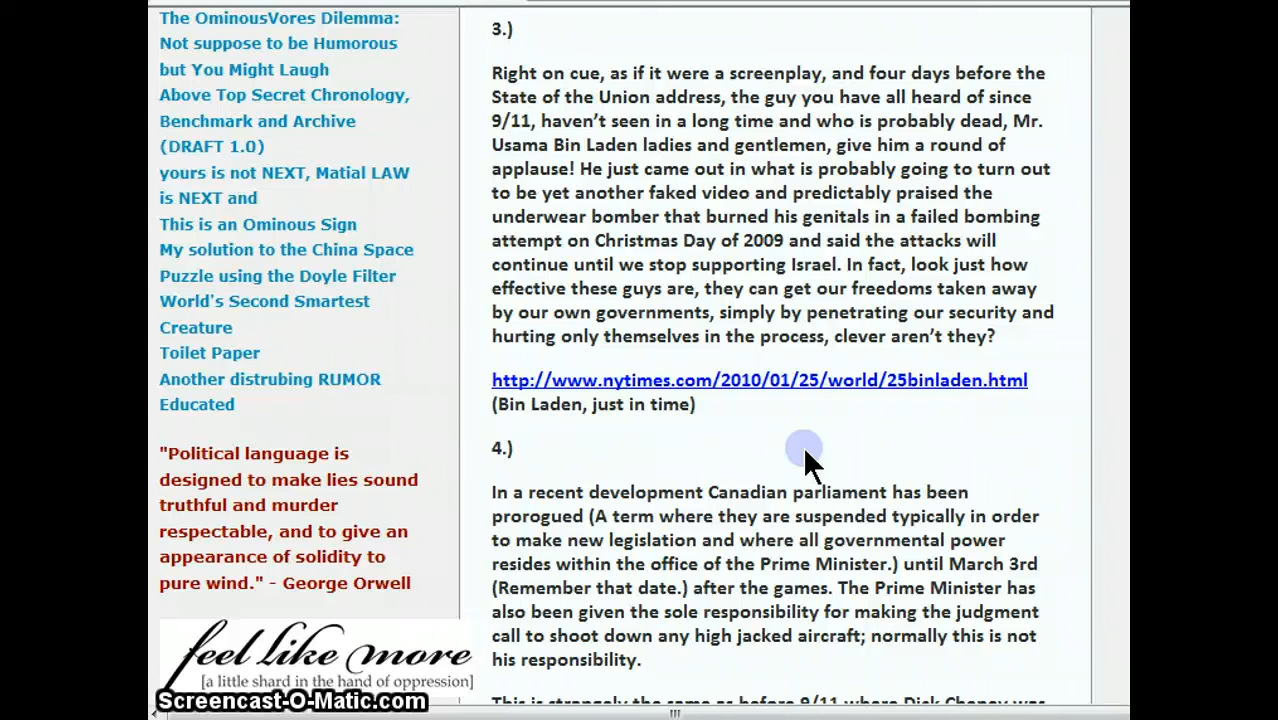 The OminousVores Dilemma:
Not suppose to be Humorous
but You Might Laugh
Above Top Secret Chronology,
Benchmark and Archive
(DRAFT 1.0)
yours is not NEXT, Matial LAW
is NEXT and
This is an Ominous Sign
My solution to the China Space
Puzzle using the Doyle Filter
World's Second Smartest
Creature
Toilet Paper
Another distrubing RUMOR
Educated
"Political language is
designed to make lies sound
truthful and murder
respectable, and to give an
appearance of solidity to
pure wind." - George Orwell
feel like more
[a little shard in the hand of oppression]
Screencast-O-Matic.com
3.)
Right on cue, as if it were a screenplay, and four days before the
State of the Union address, the guy you have all heard of since
9/11, haven’t seen in a long time and who is probably dead, Mr.
Usama Bin Laden ladies and gentlemen, give him a round of
applause! He just came out in what is probably going to turn out
to be yet another faked video and predictably praised the
underwear bomber that burned his genitals in a failed bombing
attempt on Christmas Day of 2009 and said the attacks will
continue until we stop supporting Israel. In fact, look just how
effective these guys are, they can get our freedoms taken away
by our own governments, simply by penetrating our security and
hurting only themselves in the process, clever aren’t they?
http://www.nytimes.com/2010/01/25/world/25binladen.html
(Bin Laden, just in time)
4.)
In a recent development Canadian parliament has been
prorogued (A term where they are suspended typically in order
to make new legislation and where all governmental power
resides within the office of the Prime Minister.) until March 3rd
(Remember that date.) after the games. The Prime Minister has
also been given the sole responsibility for making the judgment
call to shoot down any high jacked aircraft; normally this is not
his responsibility.
This is strangely the same as before 9/11 where Dick Cheney was